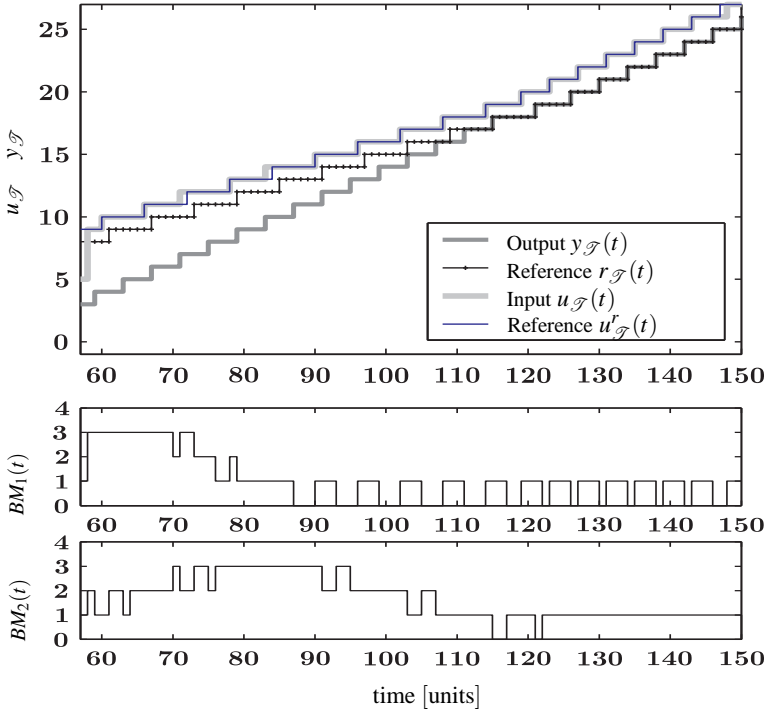 25
20
15
10
5
0
u𝒯 y𝒯
Output y𝒯(t)
Reference r𝒯(t)
Input u𝒯(t)
Reference uʳ𝒯(t)
60 70 80 90 100 110 120 130 140 150
4
3
2
1
0
BM₁(t)
60 70 80 90 100 110 120 130 140 150
4
3
2
1
0
BM₂(t)
60 70 80 90 100 110 120 130 140 150
time [units]